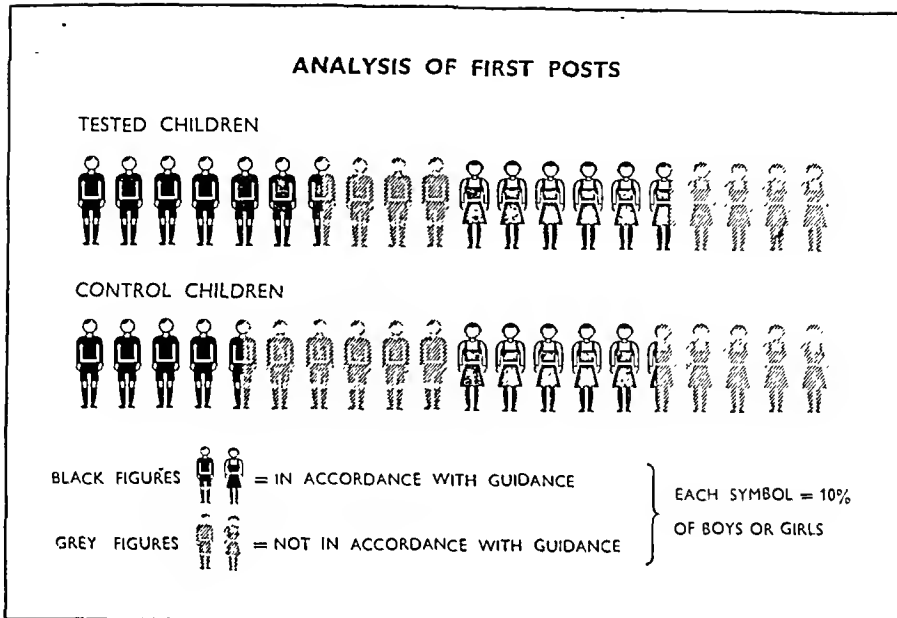 ANALYSIS OF FIRST POSTS
TESTED CHILDREN
CONTROL CHILDREN
BLACK FIGURES = IN ACCORDANCE WITH GUIDANCE
GREY FIGURES = NOT IN ACCORDANCE WITH GUIDANCE
EACH SYMBOL = 10%
OF BOYS OR GIRLS